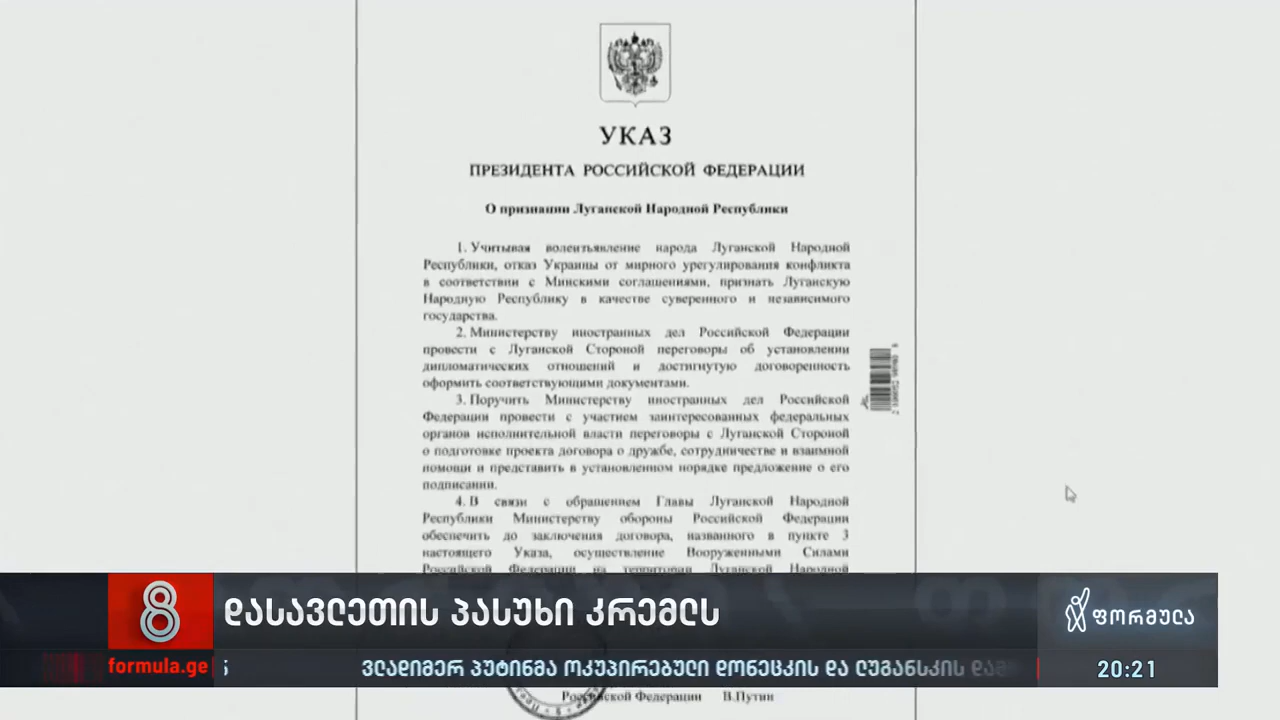 УКАЗ
ПРЕЗИДЕНТА РОССИЙСКОЙ ФЕДЕРАЦИИ
О признании Луганской Народной Республики
1. Учитывая волеизъявление народа Луганской Народной
Республики, отказ Украины от мирного урегулирования конфликта
в соответствии с Минскими соглашениями, признать Луганскую
Народную Республику в качестве суверенного и независимого
государства.
2. Министерству иностранных дел Российской Федерации
провести с Луганской Стороной переговоры об установлении
дипломатических отношений и достигнутую договоренность
оформить соответствующими документами.
3. Поручить Министерству иностранных дел Российской
Федерации провести с участием заинтересованных федеральных
органов исполнительной власти переговоры с Луганской Стороной
о подготовке проекта договора о дружбе, сотрудничестве и взаимной
помощи и представить в установленном порядке предложение о его
подписании.
4. В связи с обращением Главы Луганской Народной
Республики Министерству обороны Российской Федерации
обеспечить до заключения договора, названного в пункте 3
настоящего Указа, осуществление Вооруженными Силами
Российской Федерации на территории Луганской Народной
8 დასავლეთის პასუხი კრემლს
ფორმულა
formula.ge
ვლადიმერ პუტინმა ოკუპირებული დონეცკის და ლუგანსკის
20:21
Российской Федерации В.Путин